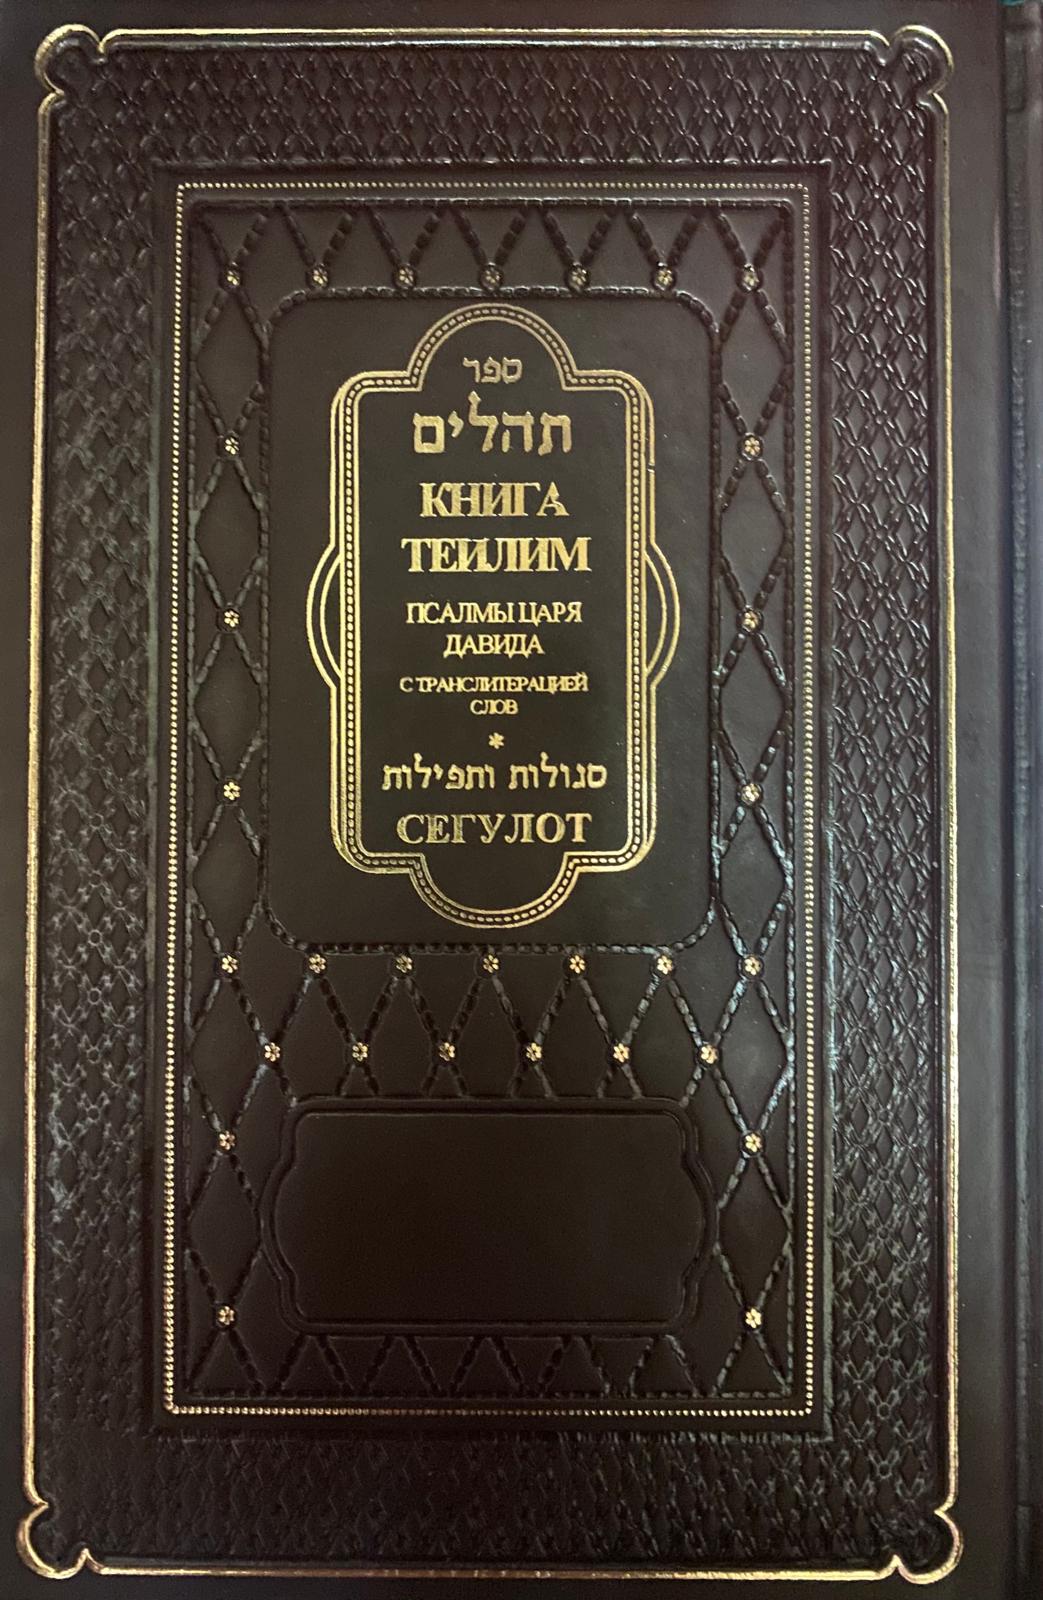 ספר
תהלים
КНИГА
ТЕИЛИМ
ПСАЛМЫ ЦАРЯ
ДАВИДА
С ТРАНСЛИТЕРАЦИЕЙ
СЛОВ
*
סגולות ותפילות
СЕГУЛОТ